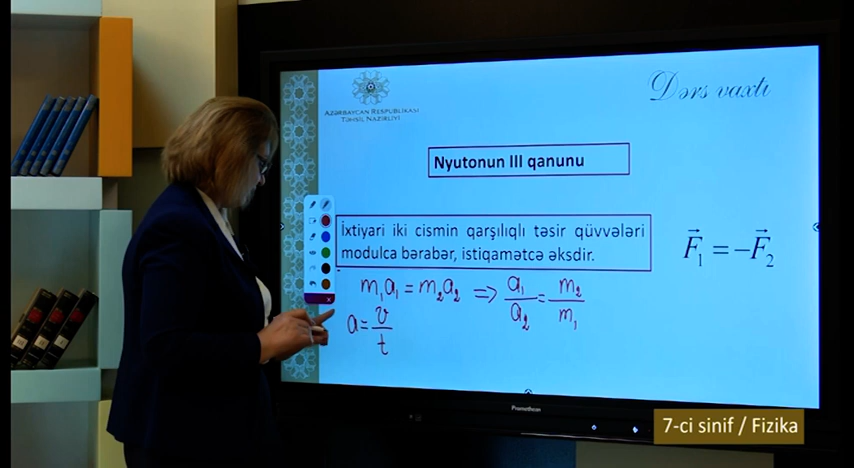 Dərs vaxtı
AZƏRBAYCAN RESPUBLİKASI
TƏHSİL NAZİRLİYİ
Nyutonun III qanunu
İxtiyari iki cismin qarşılıqlı təsir qüvvələri
modulca bərabər, istiqamətcə əksdir.
F⃗₁ = −F⃗₂
m₁a₁ = m₂a₂ ⇒ a₁/a₂ = m₂/m₁
a = v/t
Promethean
7-ci sinif / Fizika